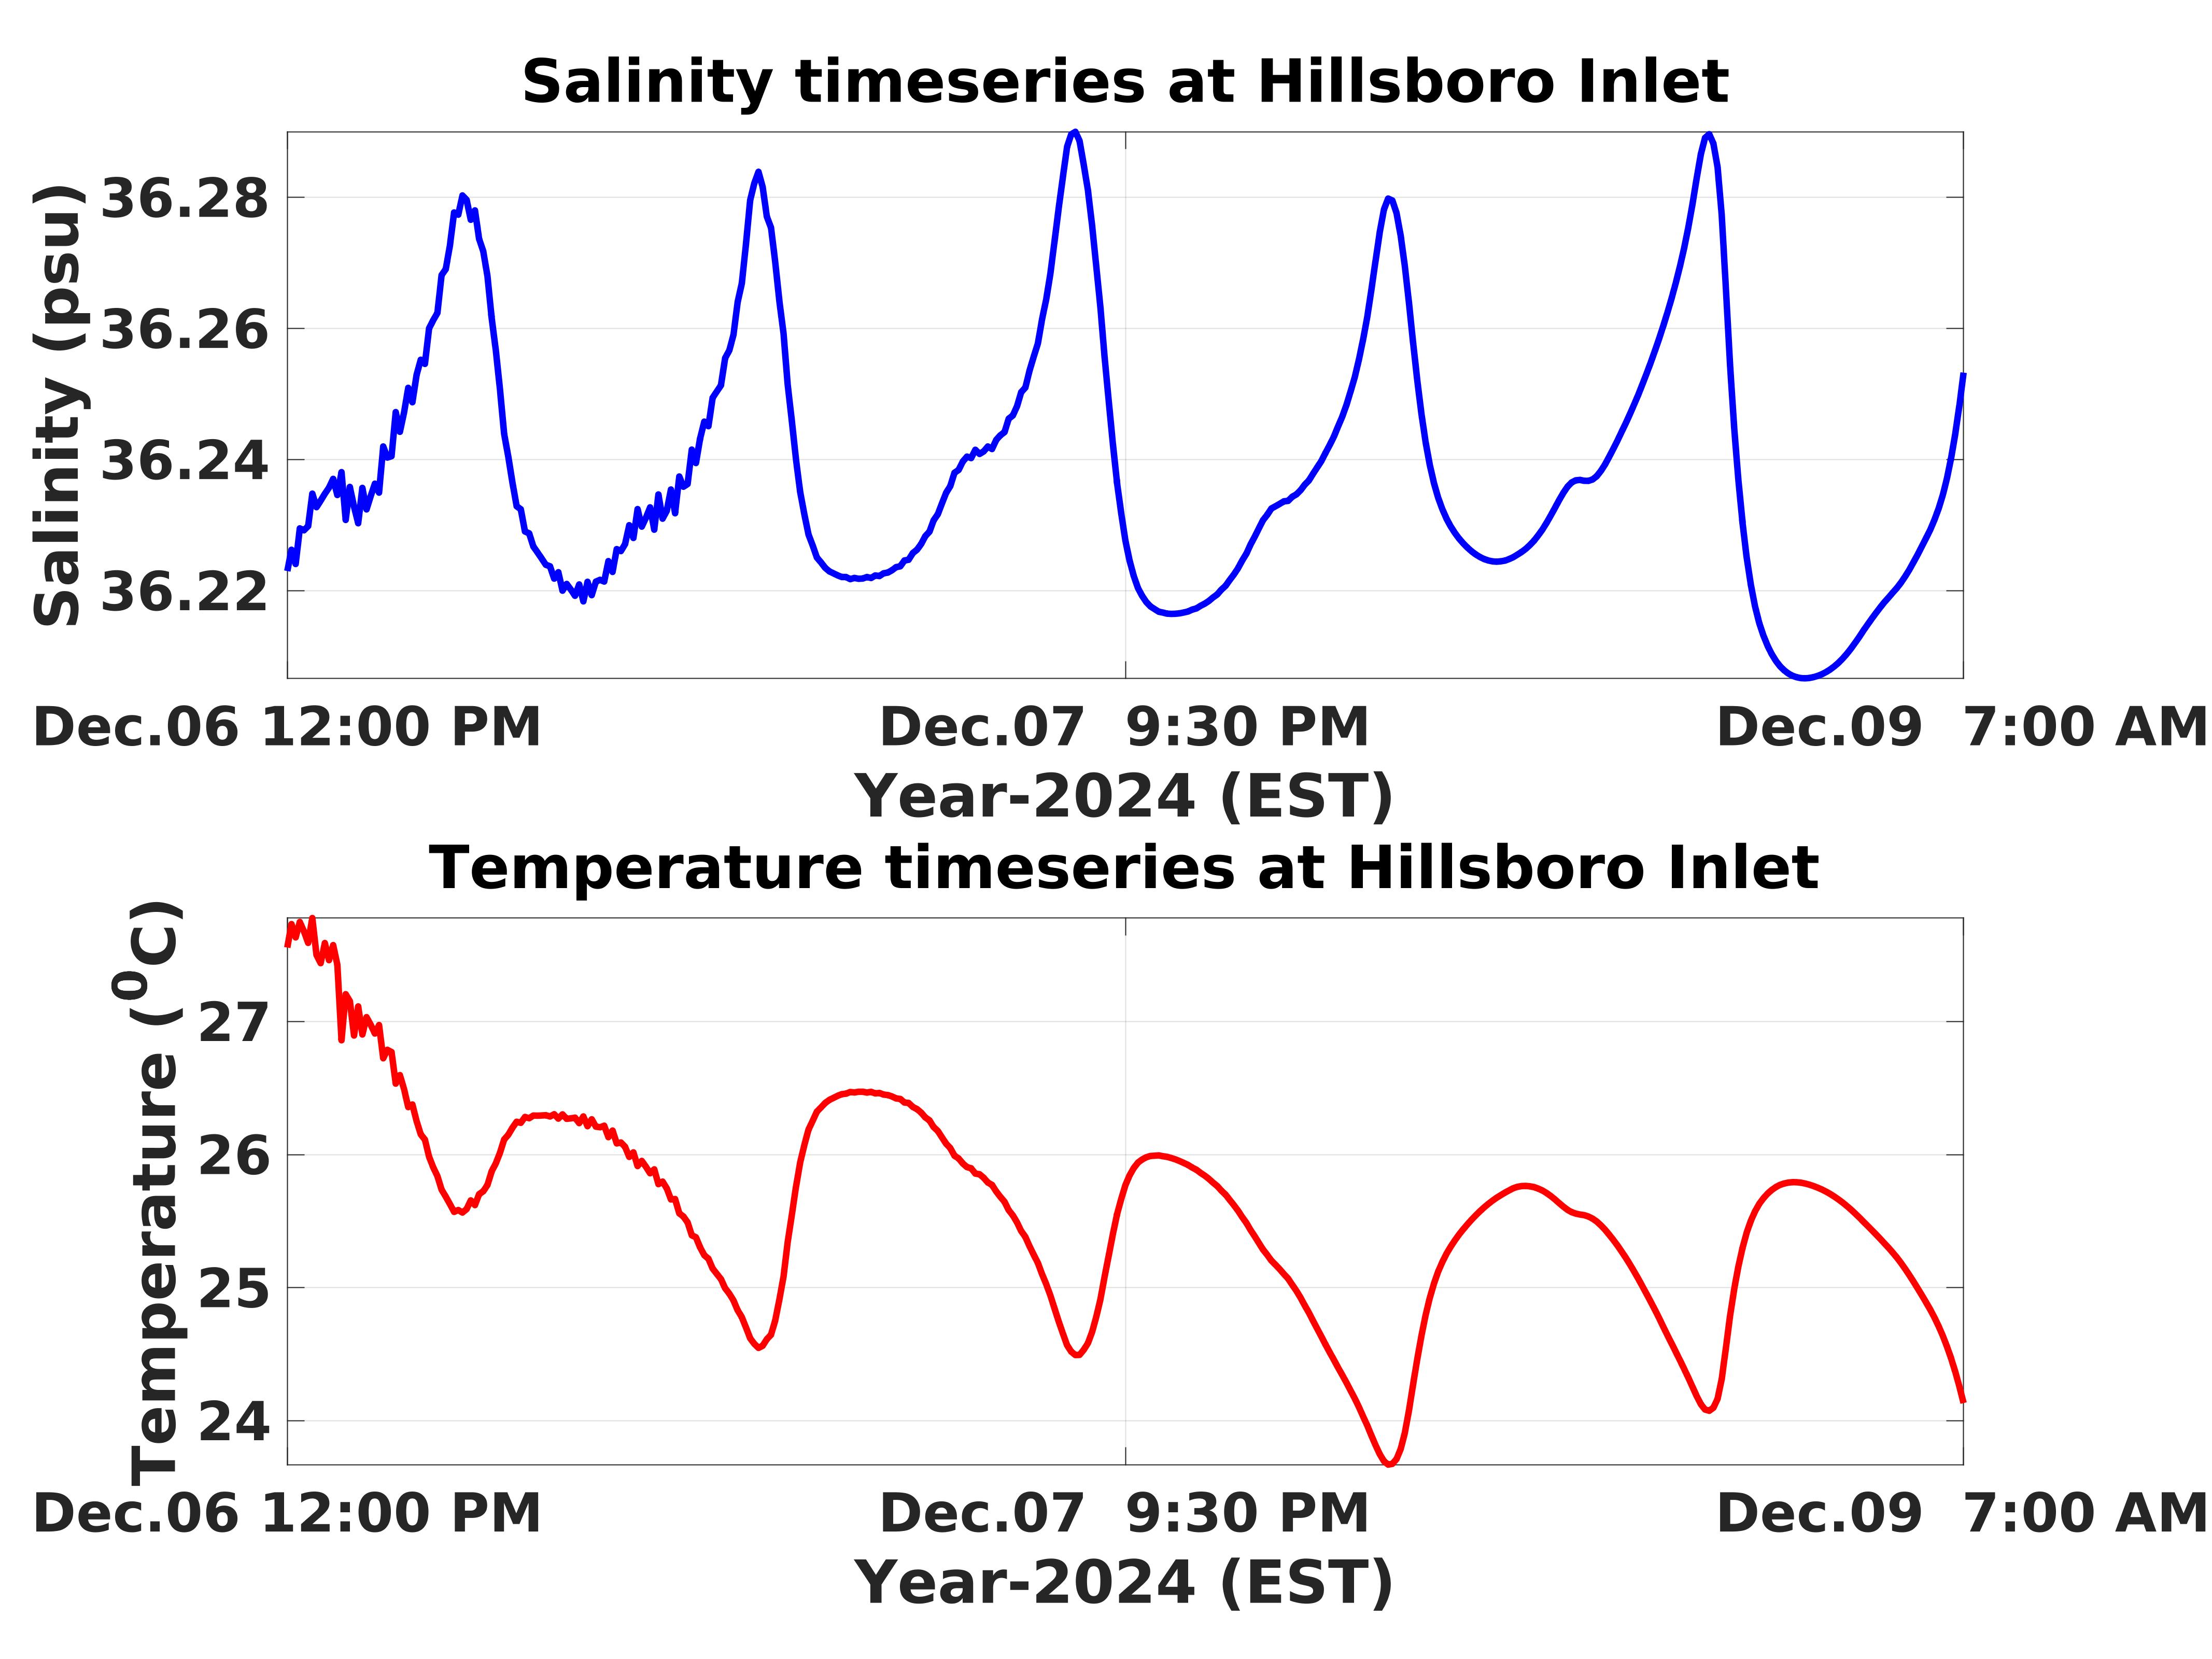 Salinity timeseries at Hillsboro Inlet
Salinity (psu)
36.28
36.26
36.24
36.22
Dec.06 12:00 PM Dec.07  9:30 PM Dec.09  7:00 AM
Year-2024 (EST)
Temperature timeseries at Hillsboro Inlet
Temperature (⁰C)
27
26
25
24
Dec.06 12:00 PM Dec.07  9:30 PM Dec.09  7:00 AM
Year-2024 (EST)